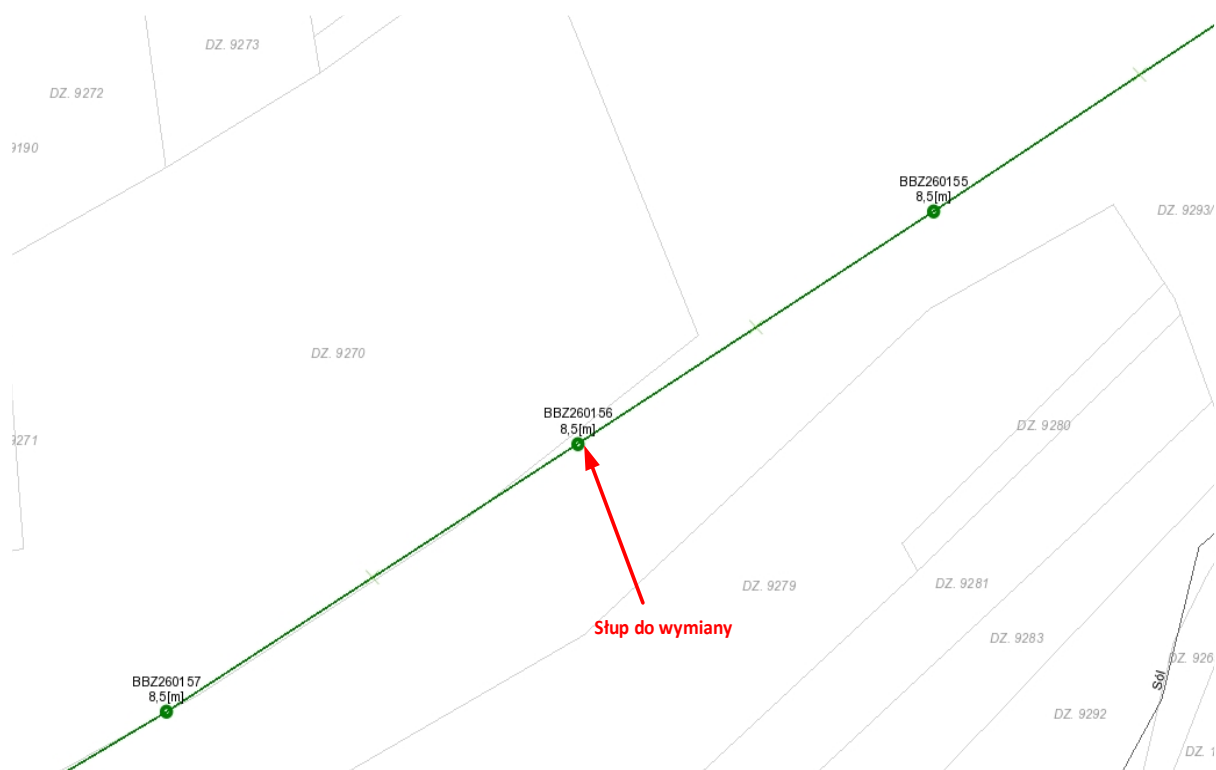 DZ. 9273
DZ. 9272
9190
BBZ260155
8,5[m]
DZ. 9293/
DZ. 9270
BBZ260156
8,5[m]
DZ. 9280
9271
DZ. 9279
DZ. 9281
Słup do wymiany
DZ. 9283
DZ. 926
BBZ260157
8,5[m]
Sól
DZ. 9292
DZ. 1